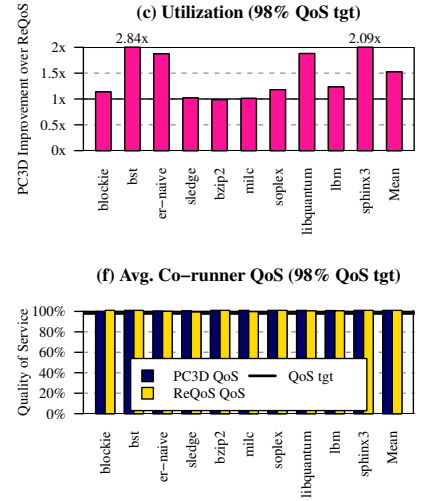 (c) Utilization (98% QoS tgt)
PC3D Improvement over ReQoS
2.84x
2.09x
2x
1.5x
1x
0.5x
0x
blockie
bst
er−naive
sledge
bzip2
milc
soplex
libquantum
lbm
sphinx3
Mean
(f) Avg. Co−runner QoS (98% QoS tgt)
Quality of Service
100%
80%
60%
40%
20%
0%
PC3D QoS
QoS tgt
ReQoS QoS
blockie
bst
er−naive
sledge
bzip2
milc
soplex
libquantum
lbm
sphinx3
Mean